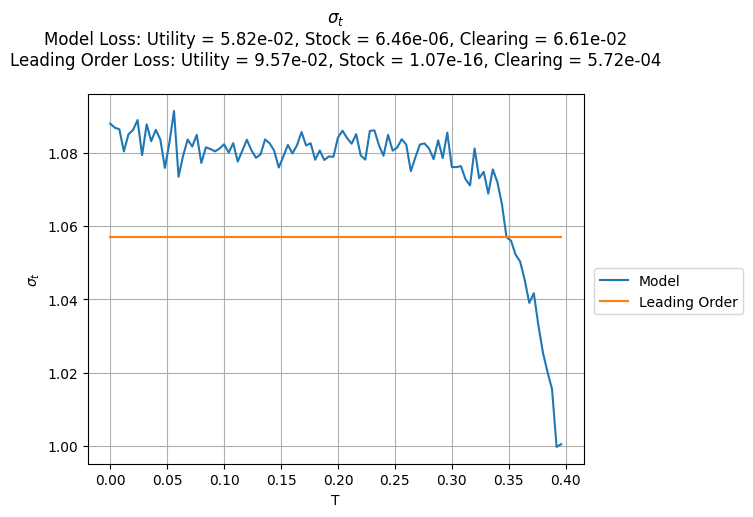 σₜ
Model Loss: Utility = 5.82e-02, Stock = 6.46e-06, Clearing = 6.61e-02
Leading Order Loss: Utility = 9.57e-02, Stock = 1.07e-16, Clearing = 5.72e-04
1.08
1.06
1.04
1.02
1.00
σₜ
0.00 0.05 0.10 0.15 0.20 0.25 0.30 0.35 0.40
T
Model
Leading Order